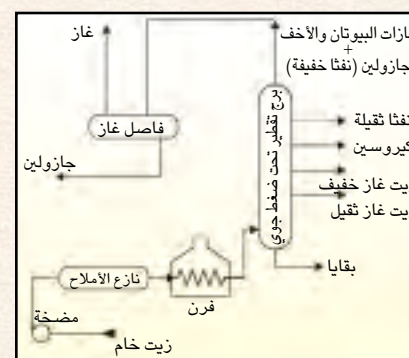 غاز
غازات البيوتان والأخف
+
جازولين (نفثا خفيفة)
فاصل غاز
جازولين
برج تقطير تحت ضغط جوي
نفثا ثقيلة
كيروسين
زيت غاز خفيف
زيت غاز ثقيل
بقايا
نازع الأملاح
فرن
مضخة
زيت خام